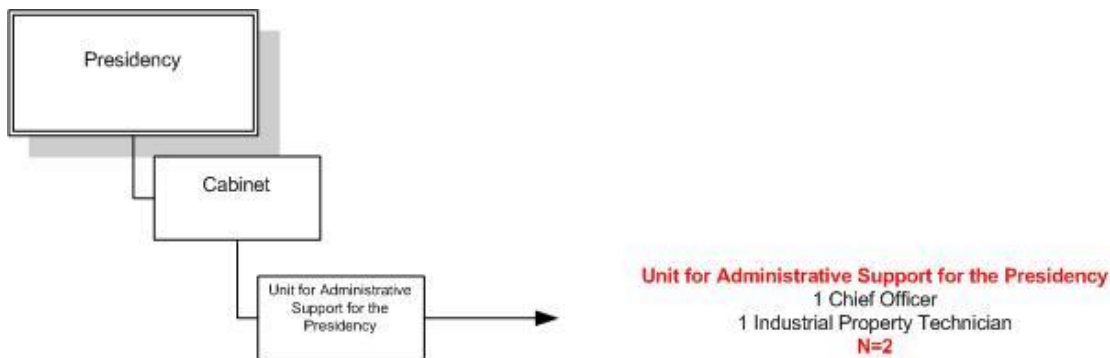 Presidency
Cabinet
Unit for Administrative
Support for the
Presidency
Unit for Administrative Support for the Presidency
1 Chief Officer
1 Industrial Property Technician
N=2